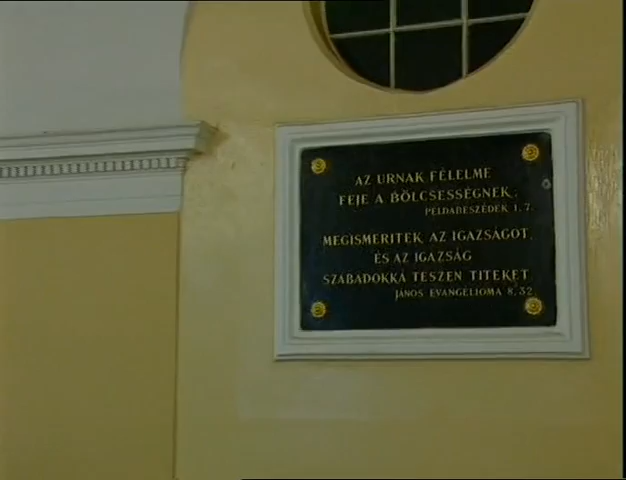 AZ URNAK FÉLELME
FEJE A BÖLCSESSÉGNEK.
PÉLDABESZÉDEK 1. 7.
MEGISMERITEK AZ IGAZSÁGOT,
ÉS AZ IGAZSÁG
SZABADOKKÁ TESZEN TITEKET
JÁNOS EVANGÉLIOMA 8, 32.